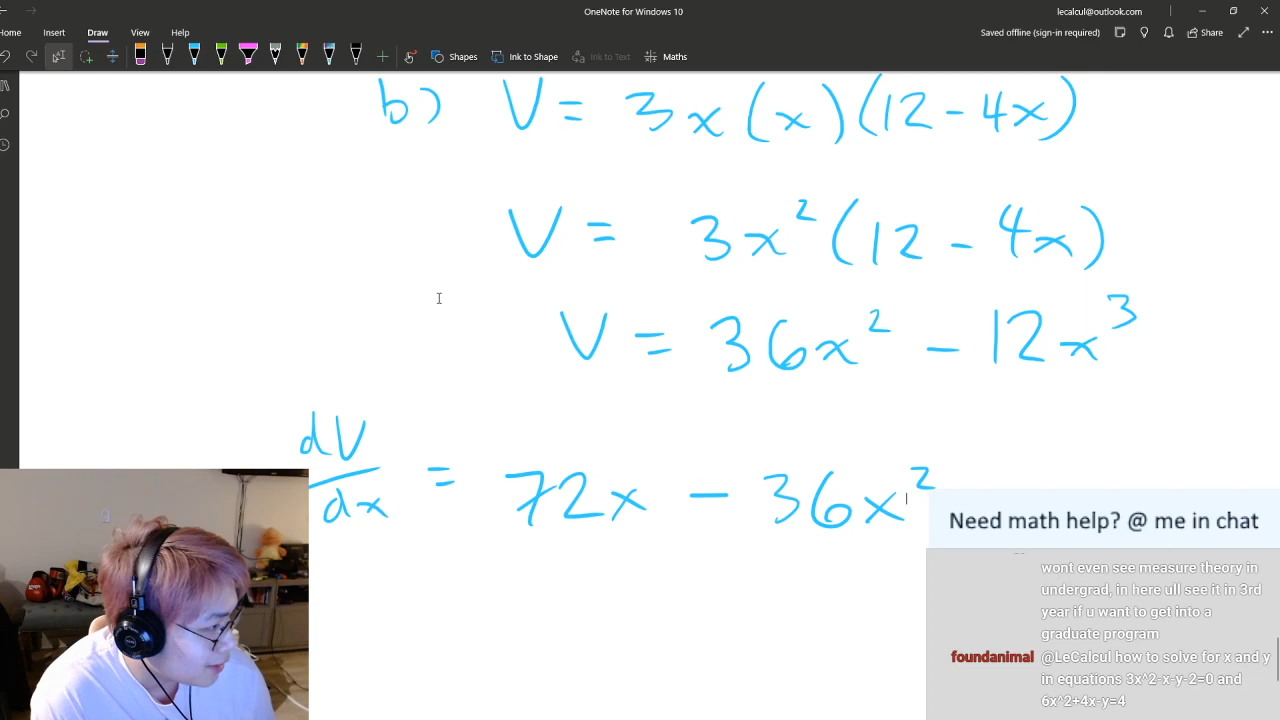 OneNote for Windows 10
lecalcul@outlook.com
Home Insert Draw View Help
Saved offline (sign-in required)
Share
Shapes
Ink to Shape
Ink to Text
Maths
b) V = 3x(x)(12-4x)
V = 3x²(12-4x)
V = 36x² - 12x³
dV/dx = 72x - 36x²
Need math help? @ me in chat
wont even see measure theory in
undergrad, in here ull see it in 3rd
year if u want to get into a
graduate program
foundanimal @LeCalcul how to solve for x and y
in equations 3x^2-x-y-2=0 and
6x^2+4x-y=4